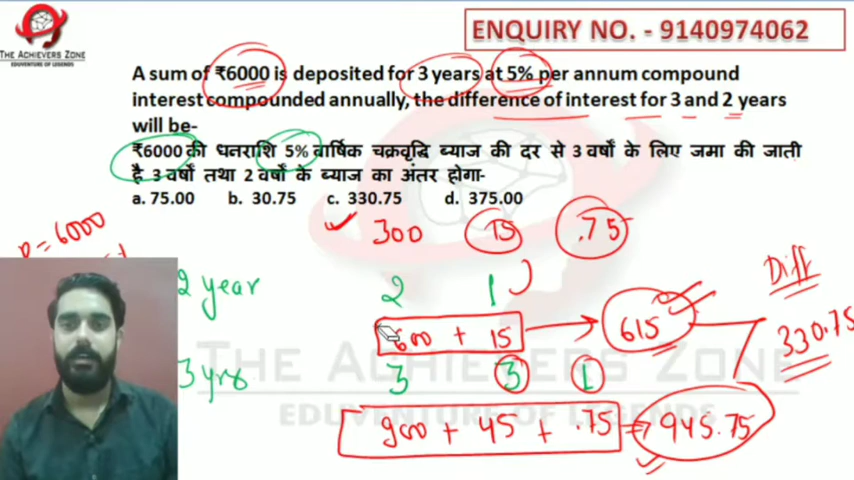 ENQUIRY NO. - 9140974062
THE ACHIEVERS ZONE
EDUVENTURE OF LEGENDS
A sum of ₹6000 is deposited for 3 years at 5% per annum compound
interest compounded annually, the difference of interest for 3 and 2 years
will be-
₹6000 की धनराशि 5% वार्षिक चक्रवृद्धि ब्याज की दर से 3 वर्षों के लिए जमा की जाती
है 3 वर्षों तथा 2 वर्षों के ब्याज का अंतर होगा-
a. 75.00 b. 30.75 c. 330.75 d. 375.00
300 15 .75
P = 6000
Diff
2 year 2 1
600 + 15 615
330.75
THE ACHIEVERS ZONE
3 yrs 3 3 1
EDUVENTURE OF LEGENDS
900 + 45 + .75 945.75